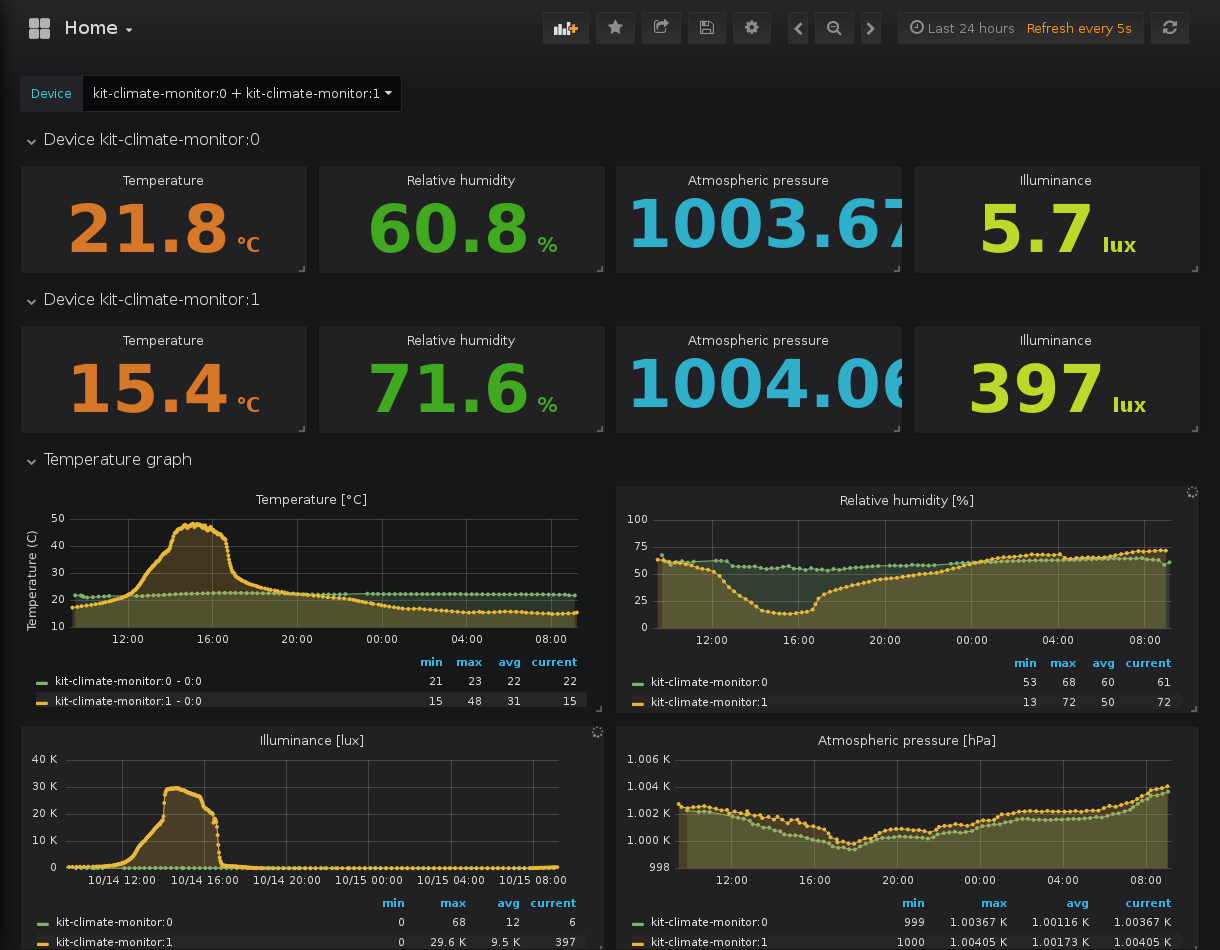 Home
Last 24 hours Refresh every 5s
Device kit-climate-monitor:0 + kit-climate-monitor:1
Device kit-climate-monitor:0
Temperature Relative humidity Atmospheric pressure Illuminance
21.8 °C 60.8 % 1003.67 5.7 lux
Device kit-climate-monitor:1
Temperature Relative humidity Atmospheric pressure Illuminance
15.4 °C 71.6 % 1004.06 397 lux
Temperature graph
Temperature [°C]
Temperature (C)
50
40
30
20
10
12:00 16:00 20:00 00:00 04:00 08:00
min max avg current
kit-climate-monitor:0 - 0:0 21 23 22 22
kit-climate-monitor:1 - 0:0 15 48 31 15
Relative humidity [%]
100
75
50
25
0
12:00 16:00 20:00 00:00 04:00 08:00
min max avg current
kit-climate-monitor:0 53 68 60 61
kit-climate-monitor:1 13 72 50 72
Illuminance [lux]
40 K
30 K
20 K
10 K
0
10/14 12:00 10/14 16:00 10/14 20:00 10/15 00:00 10/15 04:00 10/15 08:00
min max avg current
kit-climate-monitor:0 0 68 12 6
kit-climate-monitor:1 0 29.6 K 9.5 K 397
Atmospheric pressure [hPa]
1.006 K
1.004 K
1.002 K
1.000 K
998
12:00 16:00 20:00 00:00 04:00 08:00
min max avg current
kit-climate-monitor:0 999 1.00367 K 1.00116 K 1.00367 K
kit-climate-monitor:1 1000 1.00405 K 1.00173 K 1.00405 K